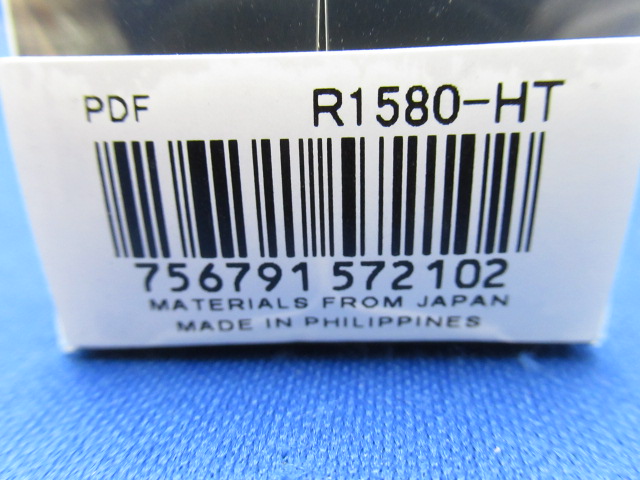 PDF R1580-HT
756791 572102
MATERIALS FROM JAPAN
MADE IN PHILIPPINES